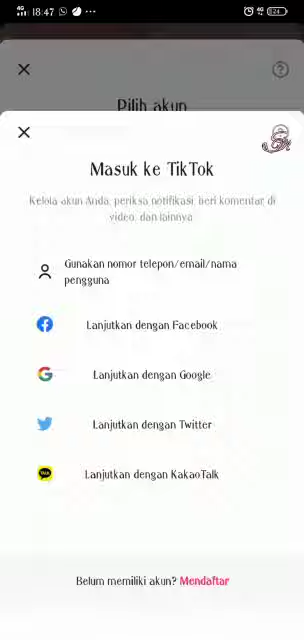 4G 18:47
Pilih akun
Masuk ke TikTok
Kelola akun Anda, periksa notifikasi, beri komentar di
video, dan lainnya
Gunakan nomor telepon/email/nama
pengguna
Lanjutkan dengan Facebook
Lanjutkan dengan Google
Lanjutkan dengan Twitter
TALK
Lanjutkan dengan KakaoTalk
Belum memiliki akun? Mendaftar